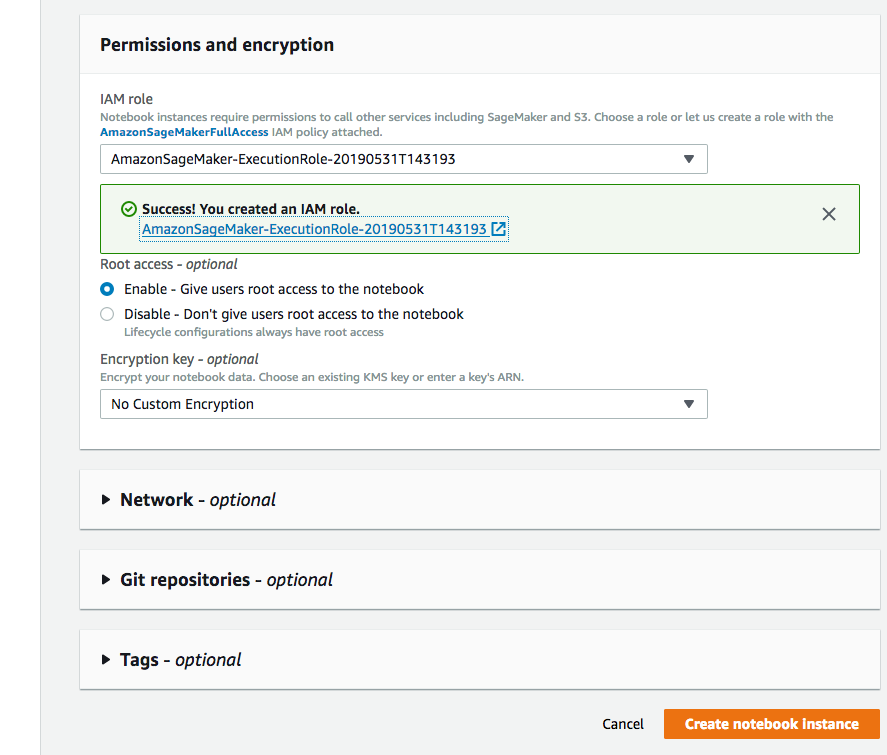 Permissions and encryption
IAM role
Notebook instances require permissions to call other services including SageMaker and S3. Choose a role or let us create a role with the
AmazonSageMakerFullAccess IAM policy attached.
AmazonSageMaker-ExecutionRole-20190531T143193
Success! You created an IAM role.
AmazonSageMaker-ExecutionRole-20190531T143193
Root access - optional
Enable - Give users root access to the notebook
Disable - Don't give users root access to the notebook
Lifecycle configurations always have root access
Encryption key - optional
Encrypt your notebook data. Choose an existing KMS key or enter a key's ARN.
No Custom Encryption
Network - optional
Git repositories - optional
Tags - optional
Cancel
Create notebook instance